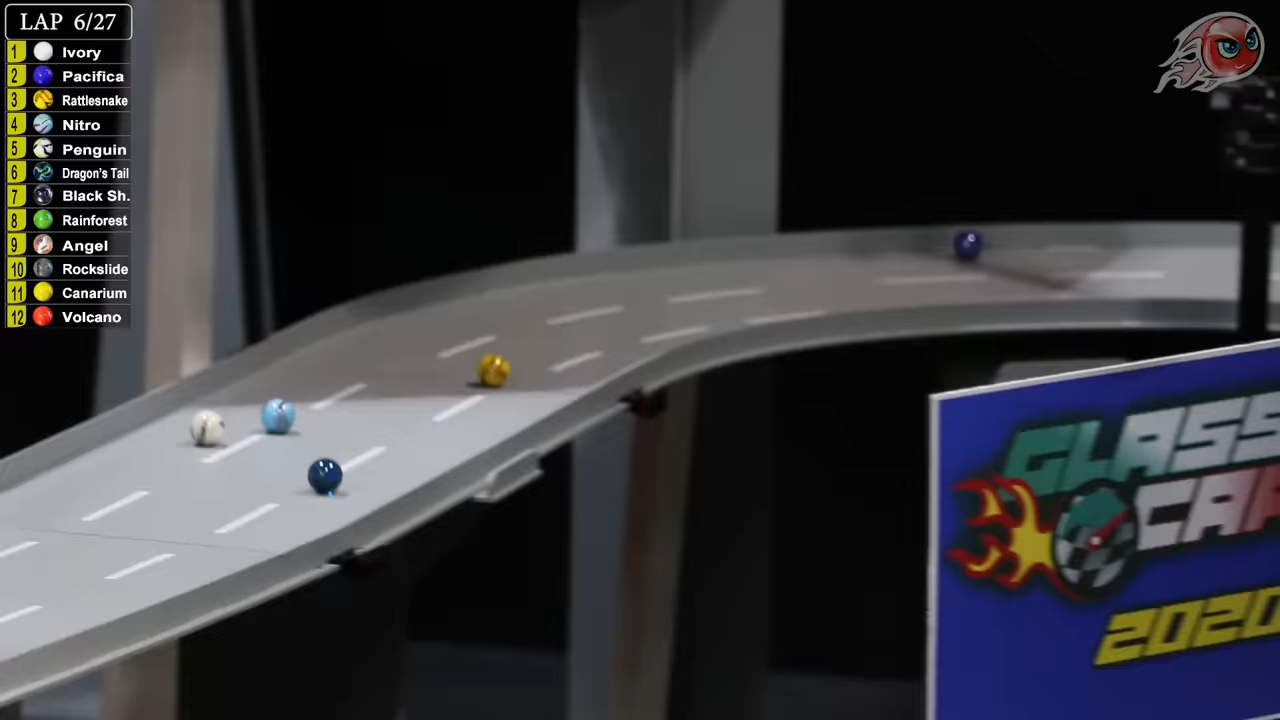 LAP 6/27
1 Ivory
2 Pacifica
3 Rattlesnake
4 Nitro
5 Penguin
6 Dragon's Tail
7 Black Sh.
8 Rainforest
9 Angel
10 Rockslide
11 Canarium
12 Volcano
GLASS
CAR
2020